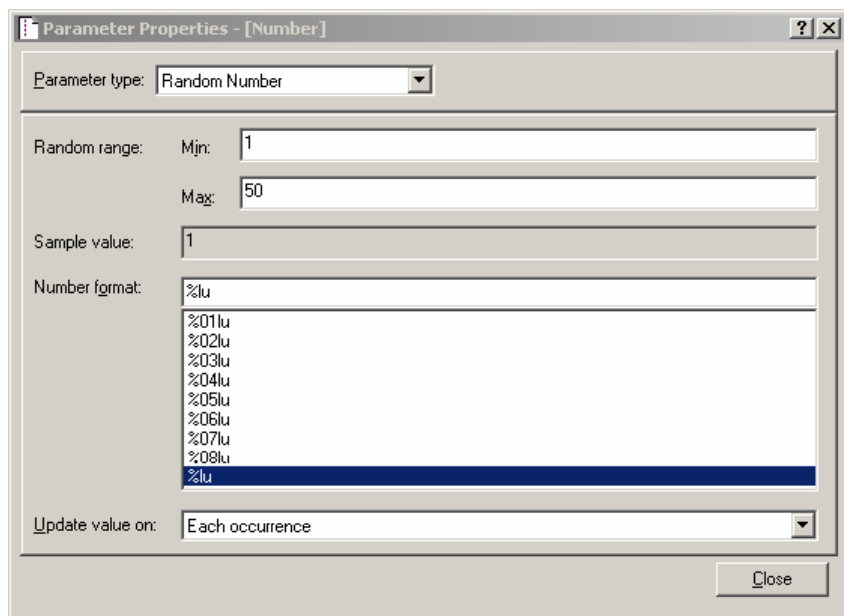 Parameter Properties - [Number]
Parameter type: Random Number
Random range: Min: 1
Max: 50
Sample value: 1
Number format: %lu
%01lu
%02lu
%03lu
%04lu
%05lu
%06lu
%07lu
%08lu
%lu
Update value on: Each occurrence
Close